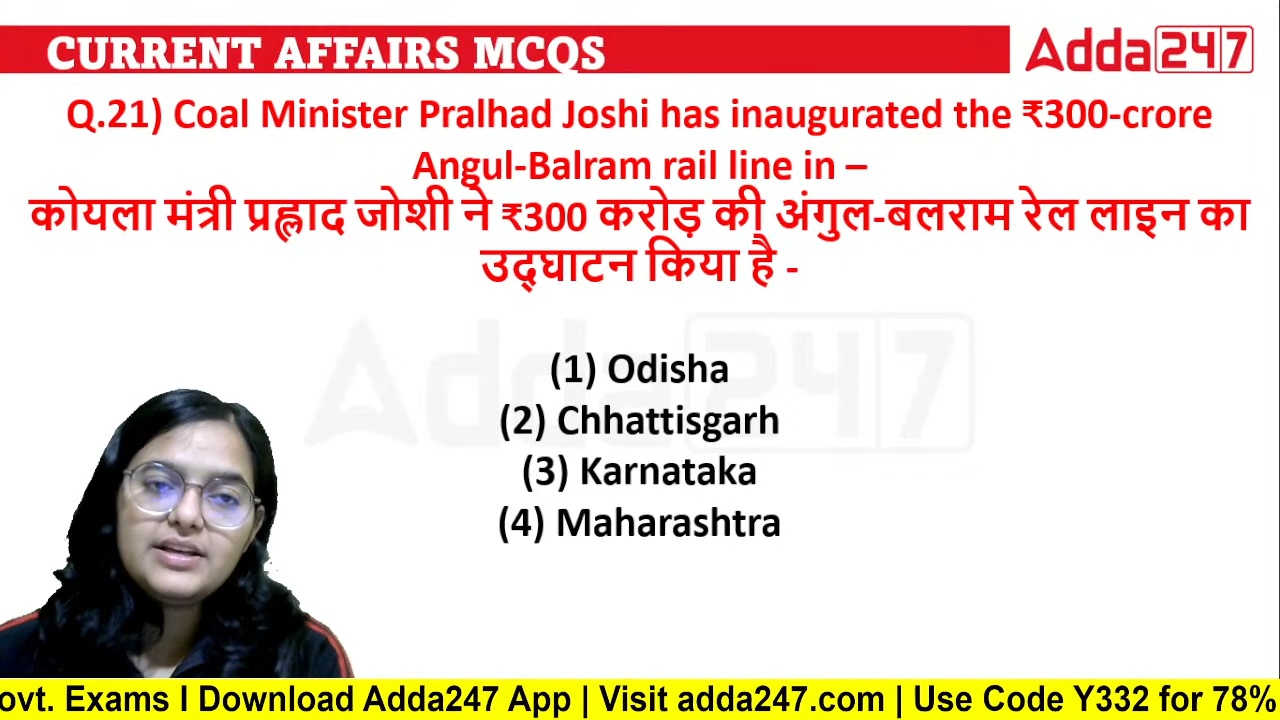 CURRENT AFFAIRS MCQS
Adda247
Q.21) Coal Minister Pralhad Joshi has inaugurated the ₹300-crore
Angul-Balram rail line in –
कोयला मंत्री प्रह्लाद जोशी ने ₹300 करोड़ की अंगुल-बलराम रेल लाइन का
उद्घाटन किया है -
Adda247
(1) Odisha
(2) Chhattisgarh
(3) Karnataka
(4) Maharashtra
ovt. Exams I Download Adda247 App | Visit adda247.com | Use Code Y332 for 78%